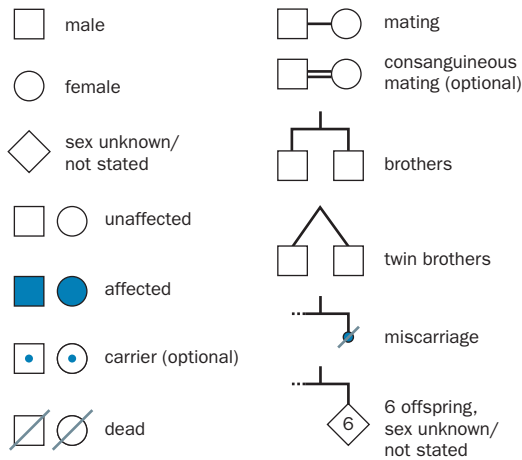 male
female
sex unknown/
not stated
unaffected
affected
carrier (optional)
dead
mating
consanguineous
mating (optional)
brothers
twin brothers
miscarriage
6
6 offspring,
sex unknown/
not stated